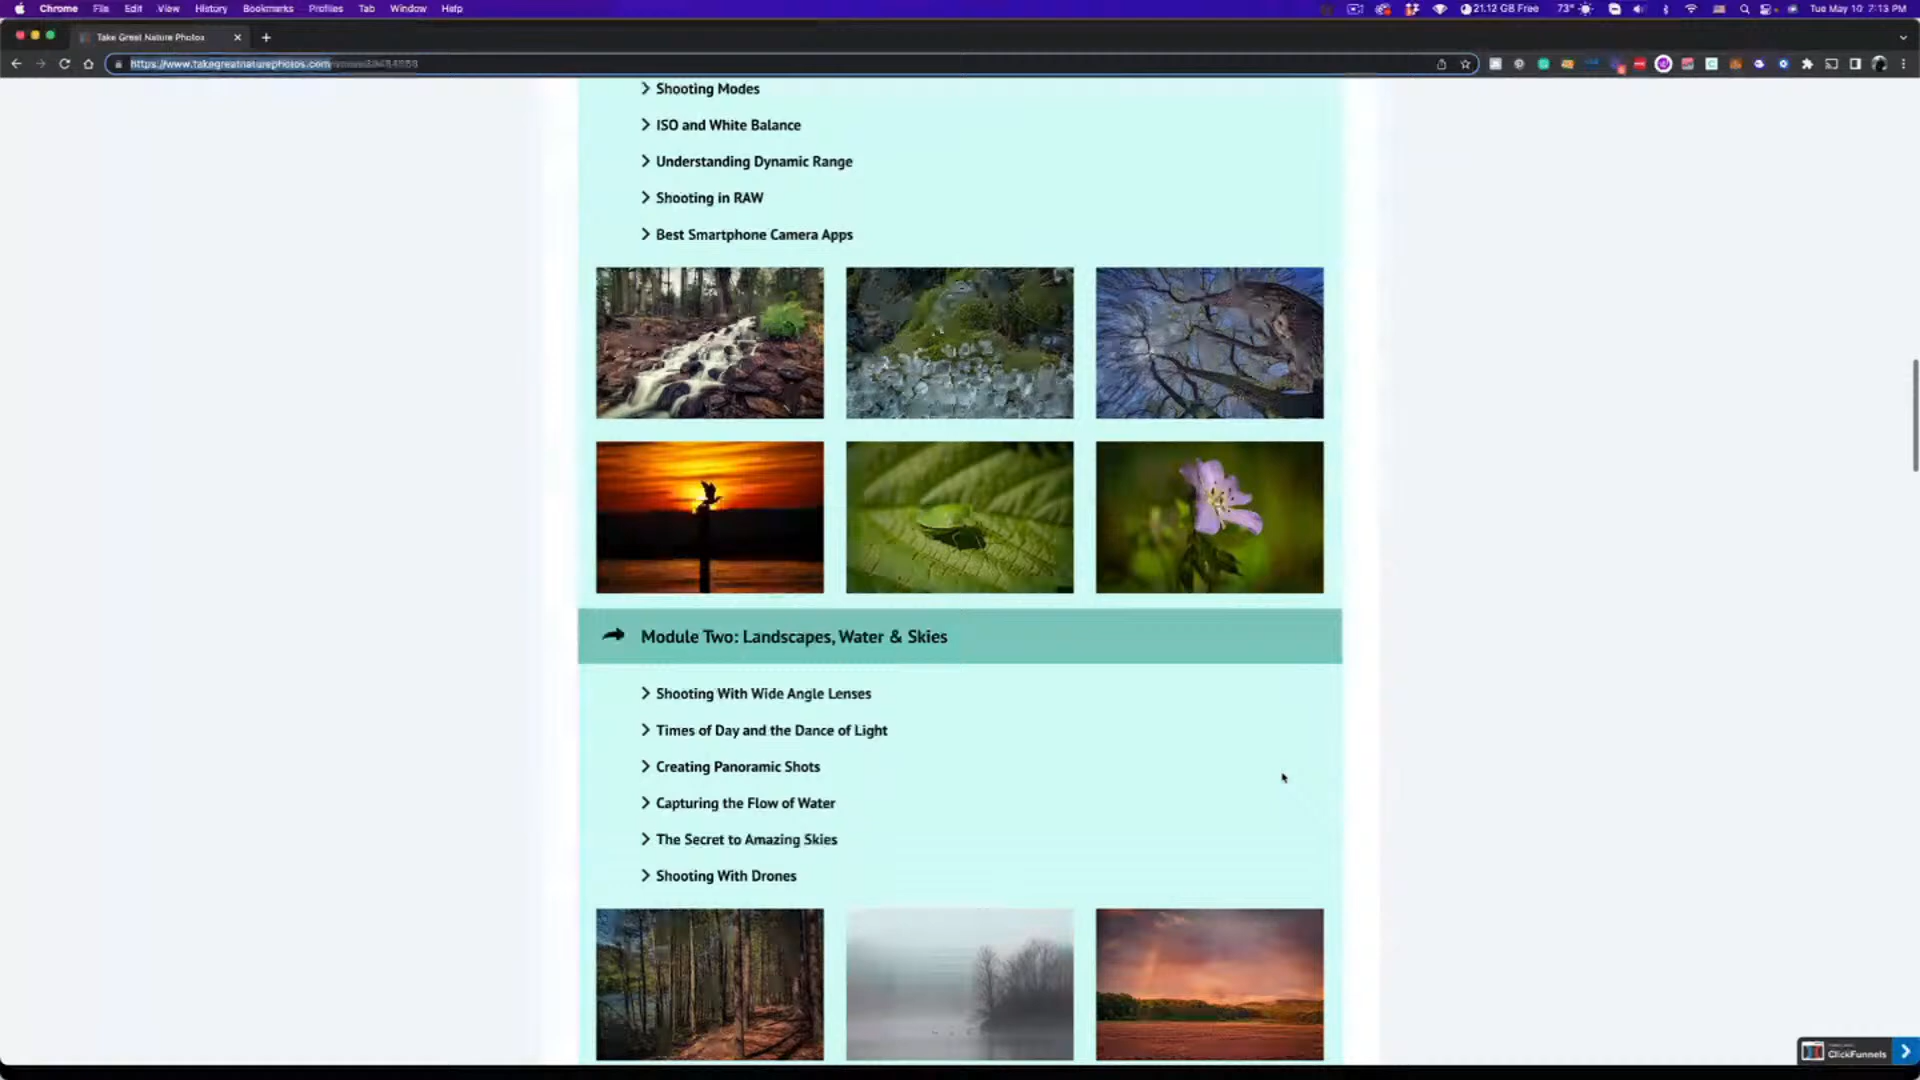 Chrome File Edit View History Bookmarks Profiles Tab Window Help 21.12 GB Free 73° Tue May 10 7:13 PM
Take Great Nature Photos
https://www.takegreatnaturephotos.com
Shooting Modes
ISO and White Balance
Understanding Dynamic Range
Shooting in RAW
Best Smartphone Camera Apps
Module Two: Landscapes, Water & Skies
Shooting With Wide Angle Lenses
Times of Day and the Dance of Light
Creating Panoramic Shots
Capturing the Flow of Water
The Secret to Amazing Skies
Shooting With Drones
ClickFunnels